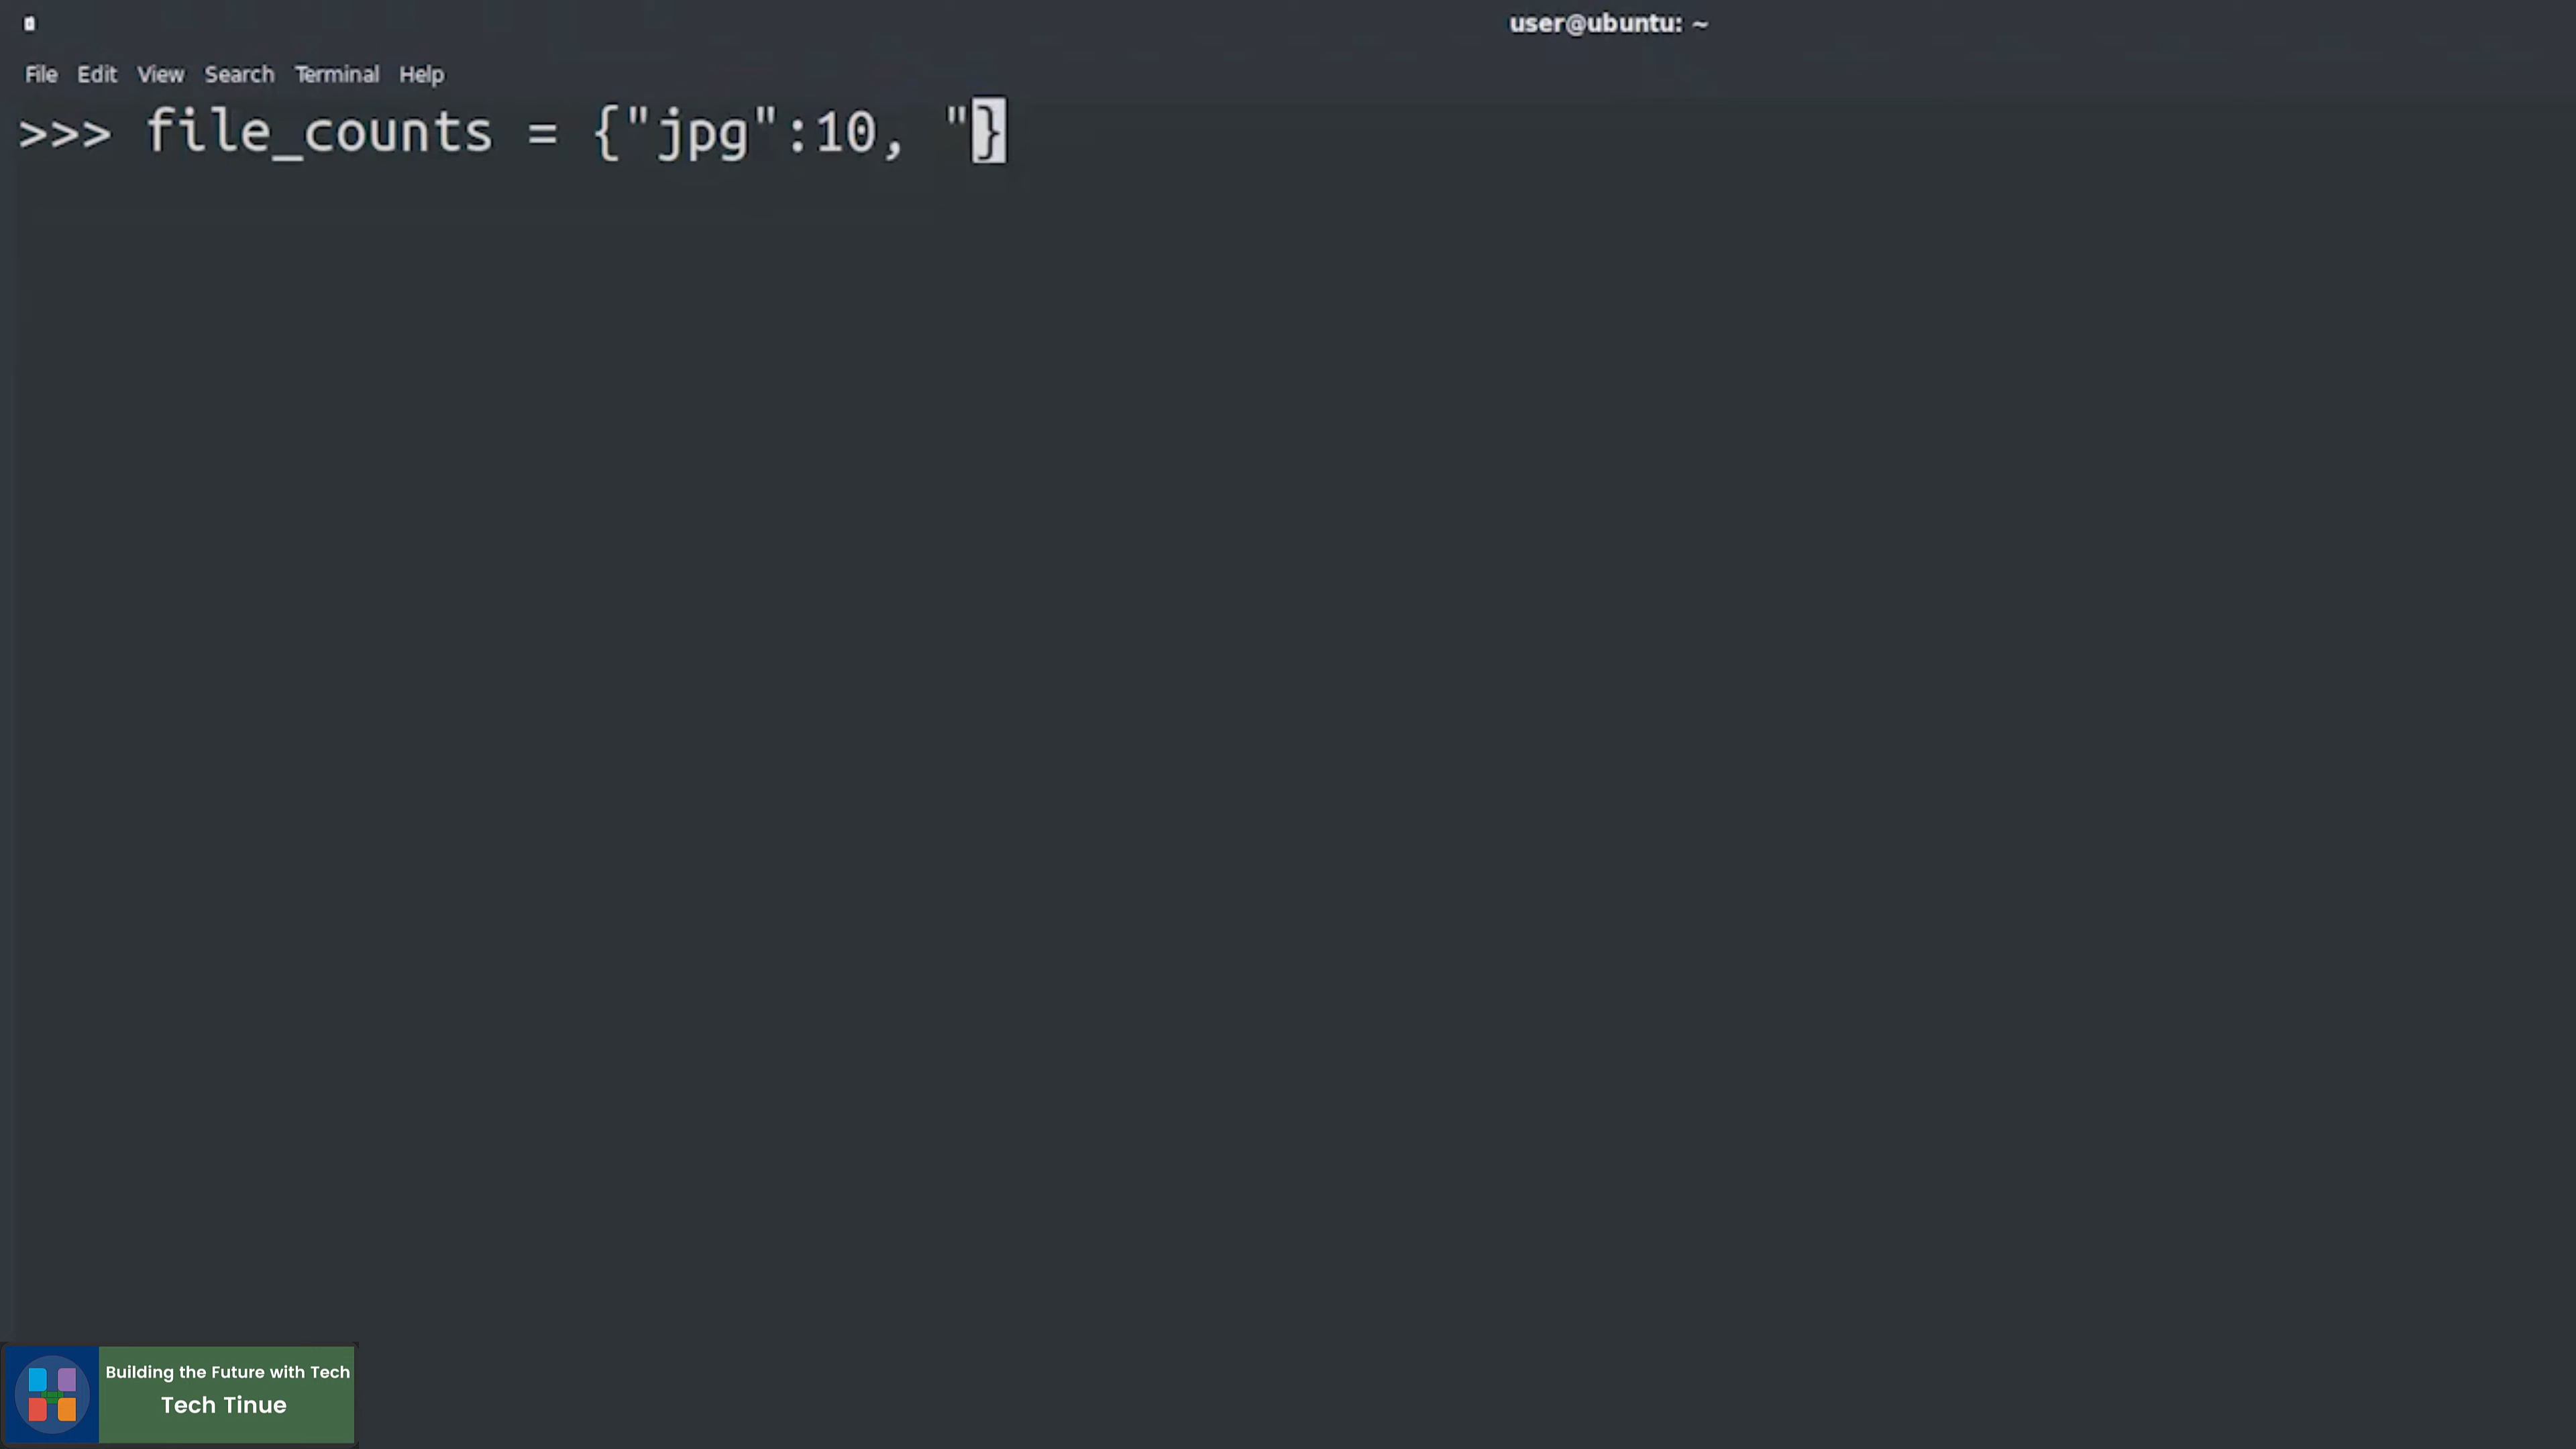 user@ubuntu: ~
File Edit View Search Terminal Help
>>> file_counts = {"jpg":10, "}
Building the Future with Tech
Tech Tinue